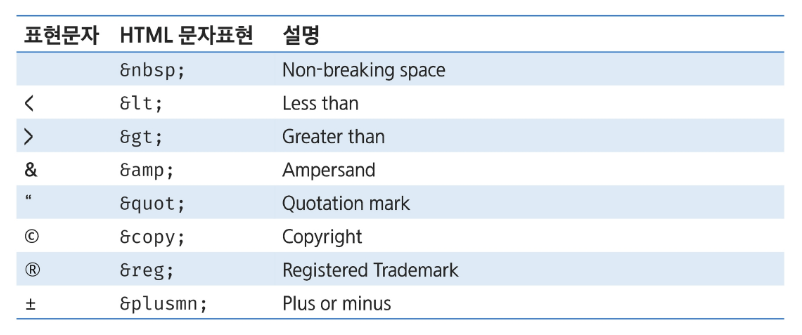 표현문자 HTML 문자표현 설명
&nbsp; Non-breaking space
< &lt; Less than
> &gt; Greater than
& &amp; Ampersand
“ &quot; Quotation mark
© &copy; Copyright
® &reg; Registered Trademark
± &plusmn; Plus or minus